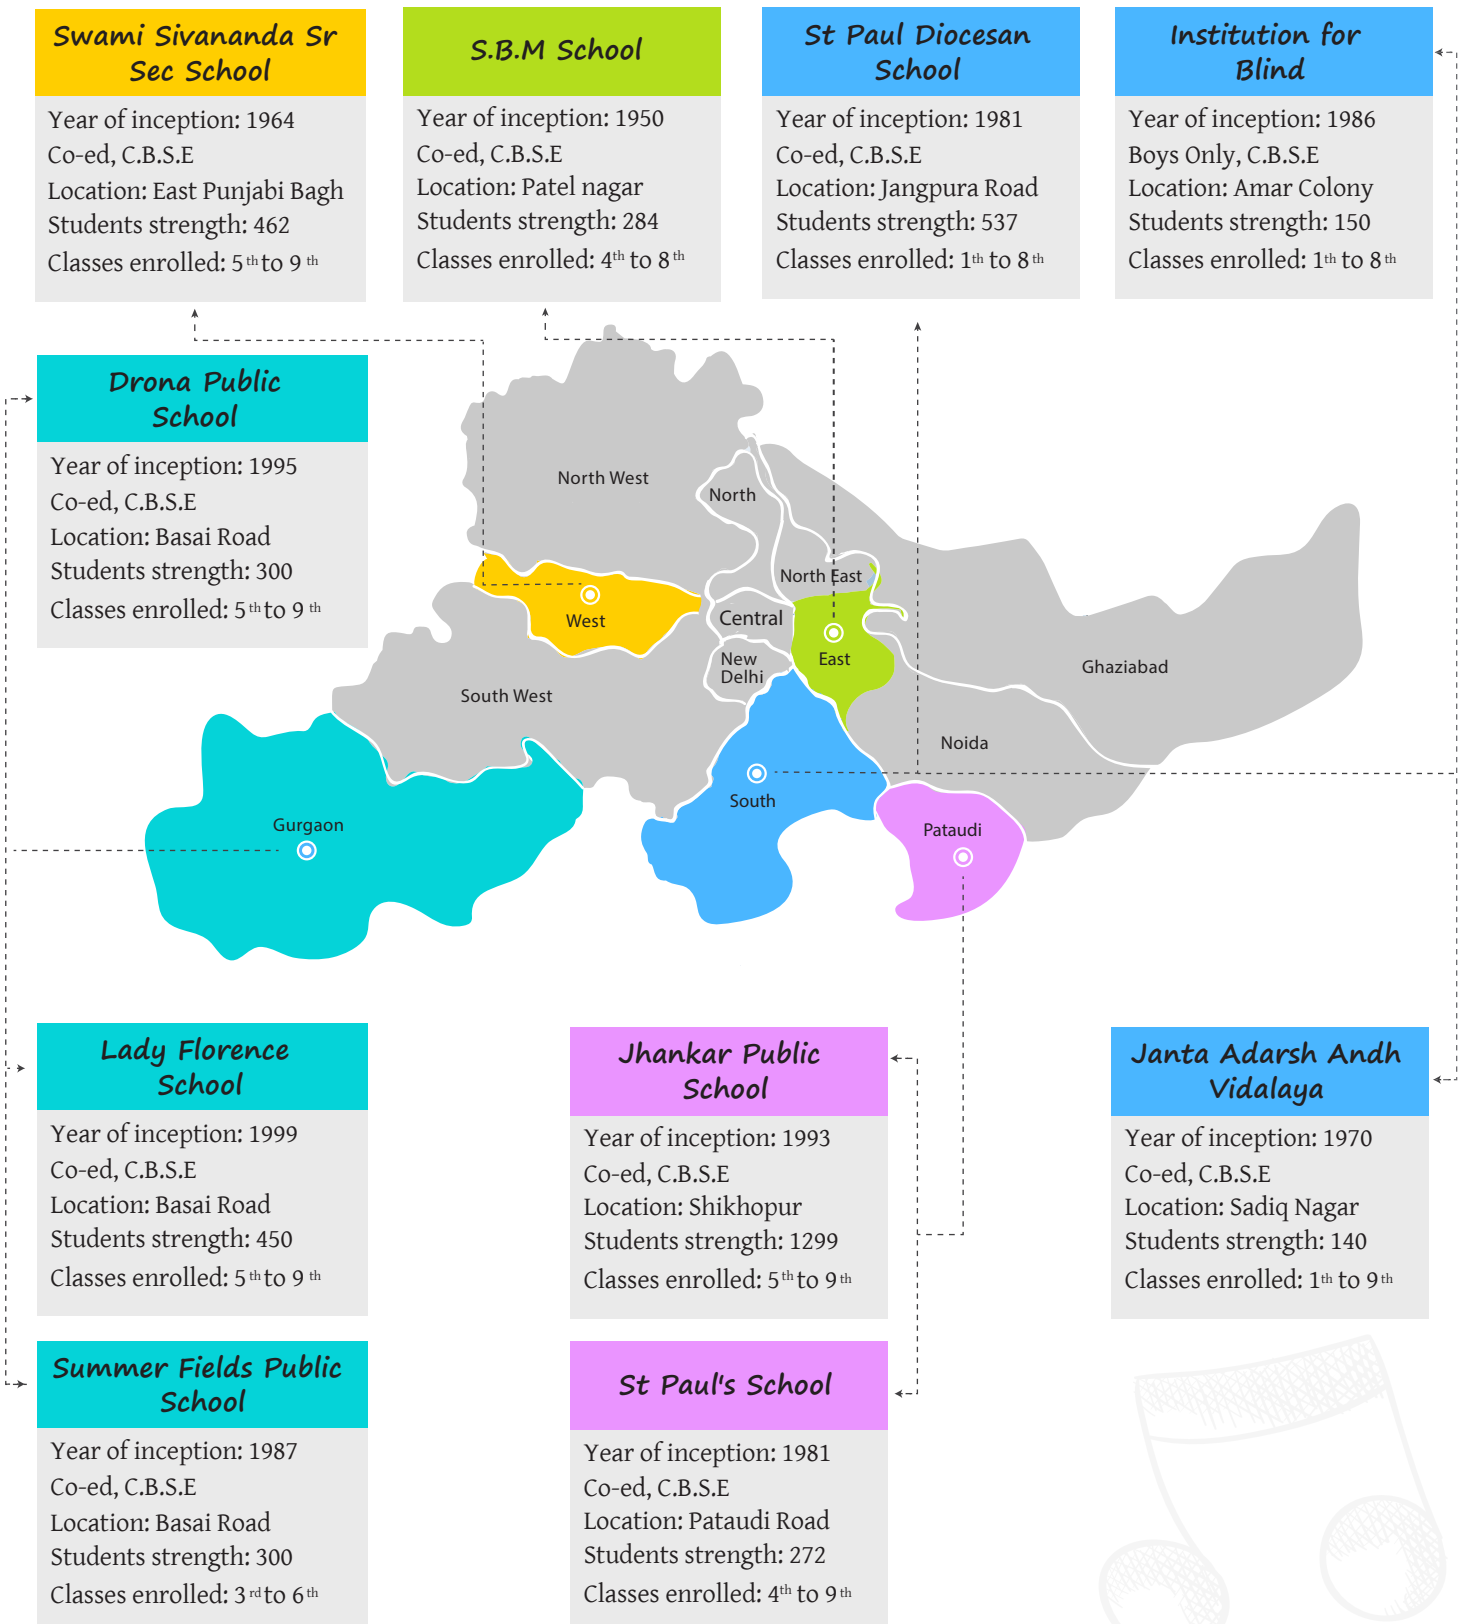 Swami Sivananda Sr
Sec School
Year of inception: 1964
Co-ed, C.B.S.E
Location: East Punjabi Bagh
Students strength: 462
Classes enrolled: 5th to 9th
S.B.M School
Year of inception: 1950
Co-ed, C.B.S.E
Location: Patel nagar
Students strength: 284
Classes enrolled: 4th to 8th
St Paul Diocesan
School
Year of inception: 1981
Co-ed, C.B.S.E
Location: Jangpura Road
Students strength: 537
Classes enrolled: 1th to 8th
Institution for
Blind
Year of inception: 1986
Boys Only, C.B.S.E
Location: Amar Colony
Students strength: 150
Classes enrolled: 1th to 8th
Drona Public
School
Year of inception: 1995
Co-ed, C.B.S.E
Location: Basai Road
Students strength: 300
Classes enrolled: 5th to 9th
North West
North
North East
Central
West
New
Delhi
East
Ghaziabad
South West
Noida
South
Gurgaon
Pataudi
Lady Florence
School
Year of inception: 1999
Co-ed, C.B.S.E
Location: Basai Road
Students strength: 450
Classes enrolled: 5th to 9th
Jhankar Public
School
Year of inception: 1993
Co-ed, C.B.S.E
Location: Shikhopur
Students strength: 1299
Classes enrolled: 5th to 9th
Janta Adarsh Andh
Vidalaya
Year of inception: 1970
Co-ed, C.B.S.E
Location: Sadiq Nagar
Students strength: 140
Classes enrolled: 1th to 9th
Summer Fields Public
School
Year of inception: 1987
Co-ed, C.B.S.E
Location: Basai Road
Students strength: 300
Classes enrolled: 3rd to 6th
St Paul's School
Year of inception: 1981
Co-ed, C.B.S.E
Location: Pataudi Road
Students strength: 272
Classes enrolled: 4th to 9th